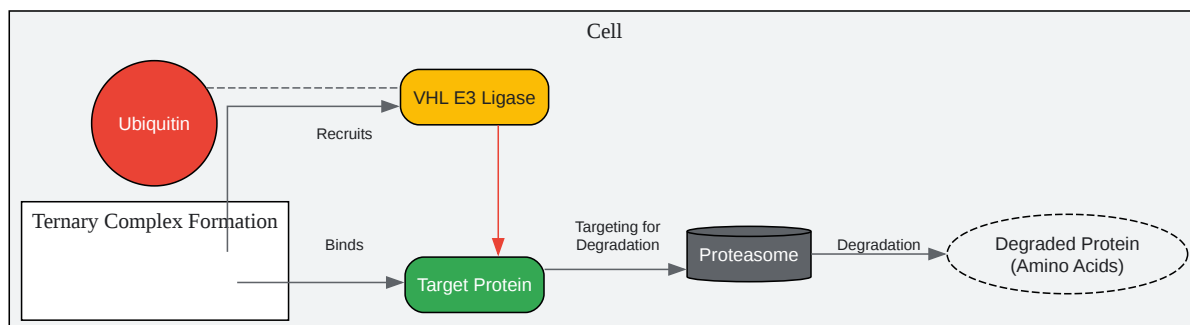 Cell
Ubiquitin
VHL E3 Ligase
Recruits
Ternary Complex Formation
Binds
Target Protein
Targeting for
Degradation
Proteasome
Degradation
Degraded Protein
(Amino Acids)